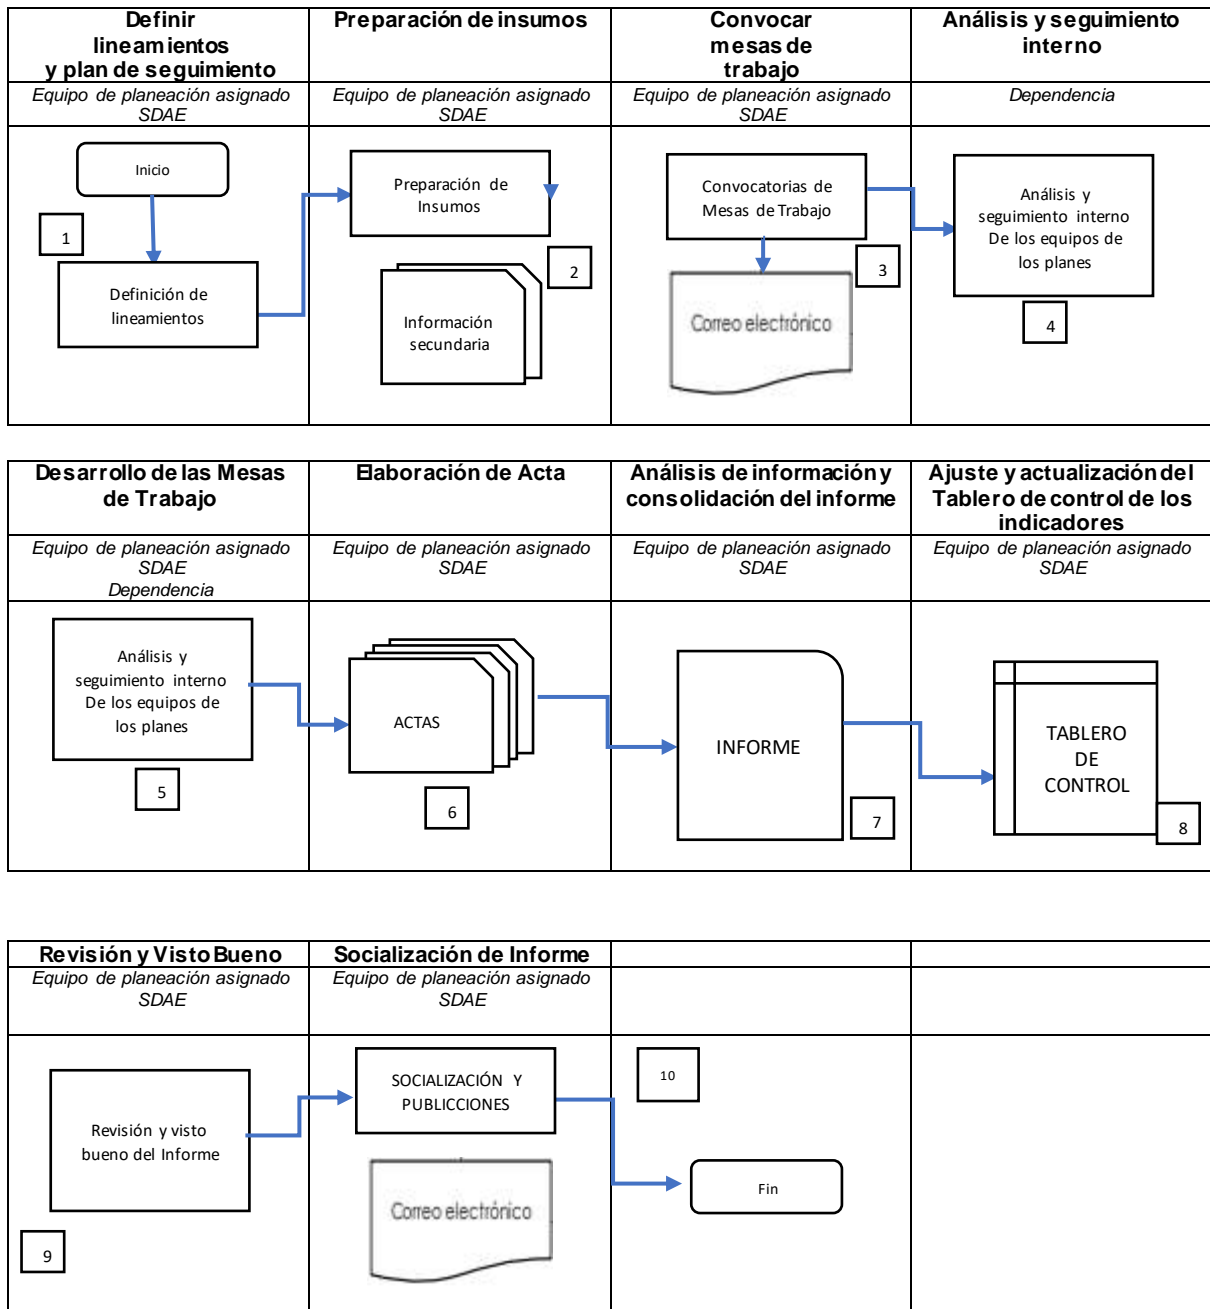 Definir
lineamientos
y plan de seguimiento
Preparación de insumos
Convocar
mesas de
trabajo
Análisis y seguimiento
interno
Equipo de planeación asignado
SDAE
Equipo de planeación asignado
SDAE
Equipo de planeación asignado
SDAE
Dependencia
Inicio
1
Definición de
lineamientos
Preparación de
Insumos
2
Información
secundaria
Convocatorias de
Mesas de Trabajo
3
Correo electrónico
Análisis y
seguimiento interno
De los equipos de
los planes
4
Desarrollo de las Mesas
de Trabajo
Elaboración de Acta
Análisis de información y
consolidación del informe
Ajuste y actualización del
Tablero de control de los
indicadores
Equipo de planeación asignado
SDAE
Dependencia
Equipo de planeación asignado
SDAE
Equipo de planeación asignado
SDAE
Equipo de planeación asignado
SDAE
Análisis y
seguimiento interno
De los equipos de
los planes
5
ACTAS
6
INFORME
7
TABLERO
DE
CONTROL
8
Revisión y Visto Bueno
Socialización de Informe
Equipo de planeación asignado
SDAE
Equipo de planeación asignado
SDAE
Revisión y visto
bueno del Informe
9
SOCIALIZACIÓN Y
PUBLICCIONES
Correo electrónico
10
Fin